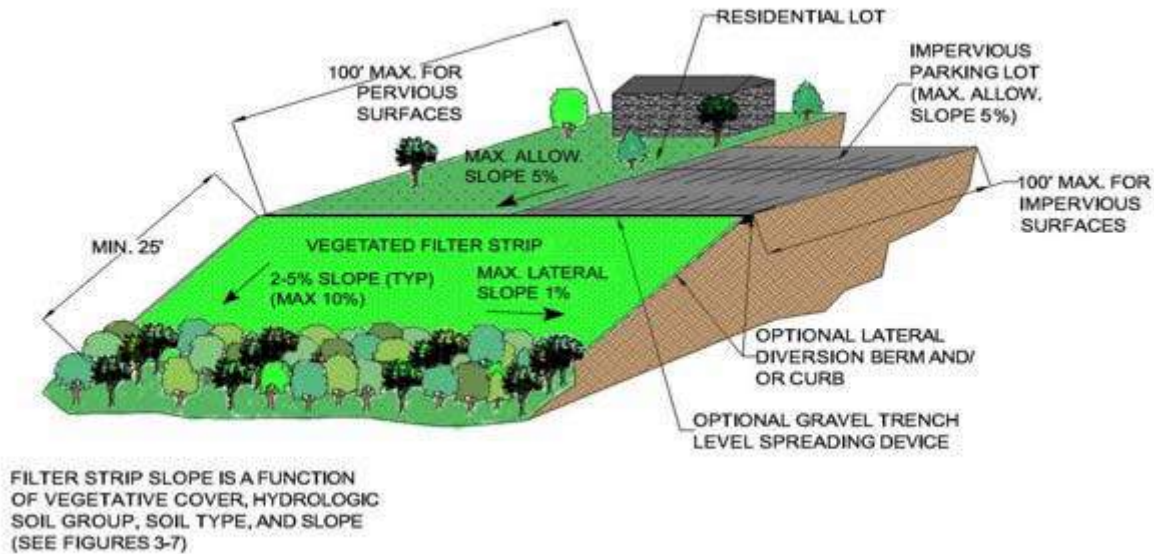 RESIDENTIAL LOT
IMPERVIOUS
PARKING LOT
(MAX. ALLOW.
SLOPE 5%)
100' MAX. FOR
PERVIOUS
SURFACES
MAX. ALLOW.
SLOPE 5%
100' MAX. FOR
IMPERVIOUS
SURFACES
MIN. 25'
VEGETATED FILTER STRIP
2-5% SLOPE (TYP)
(MAX 10%)
MAX. LATERAL
SLOPE 1%
OPTIONAL LATERAL
DIVERSION BERM AND/
OR CURB
OPTIONAL GRAVEL TRENCH
LEVEL SPREADING DEVICE
FILTER STRIP SLOPE IS A FUNCTION
OF VEGETATIVE COVER, HYDROLOGIC
SOIL GROUP, SOIL TYPE, AND SLOPE
(SEE FIGURES 3-7)